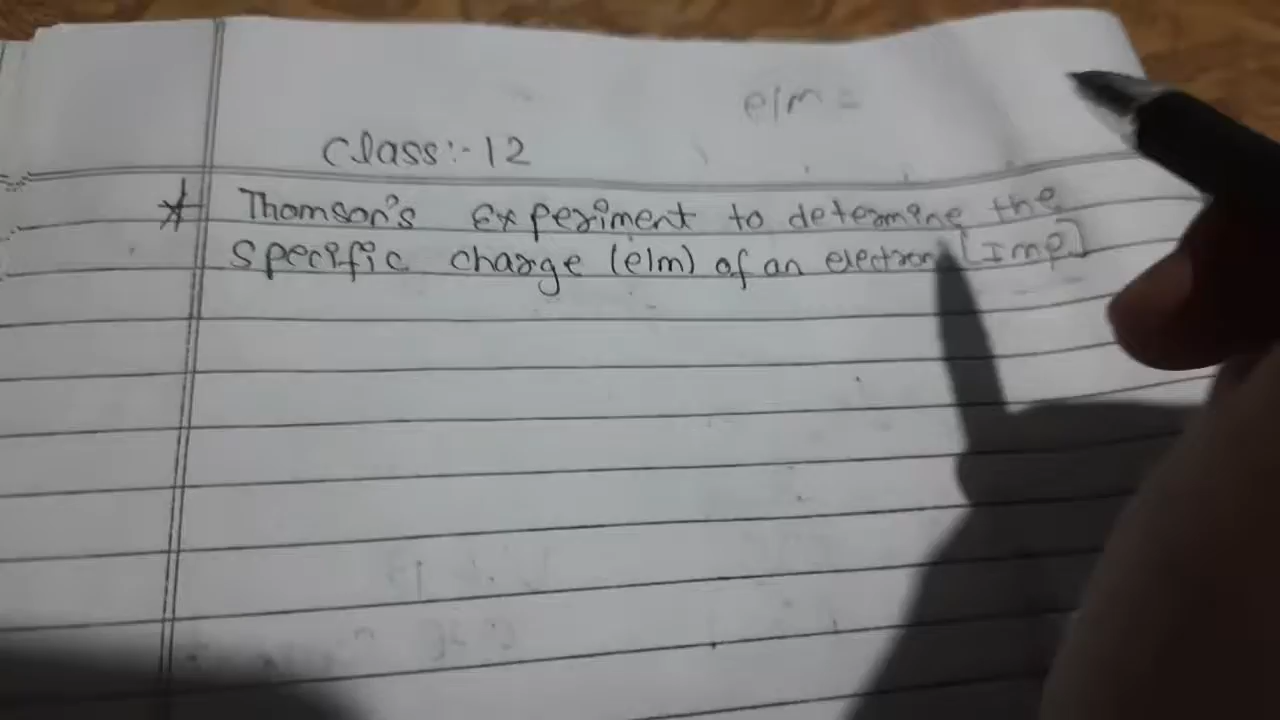 e/m =
Class:- 12
* Thomson's Experiment to determine the
specific charge (e/m) of an electron [Imp]